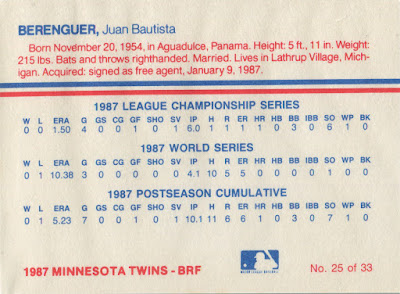 BERENGUER, Juan Bautista
Born November 20, 1954, in Aguadulce, Panama. Height: 5 ft., 11 in. Weight:
215 lbs. Bats and throws righthanded. Married. Lives in Lathrup Village, Mich-
igan. Acquired: signed as free agent, January 9, 1987.
1987 LEAGUE CHAMPIONSHIP SERIES
W L ERA G GS CG GF SHO SV IP H R ER HR HB BB IBB SO WP BK
0 0 1.50 4 0 0 1 0 1 6.0 1 1 1 1 0 3 0 6 1 0
1987 WORLD SERIES
W L ERA G GS CG GF SHO SV IP H R ER HR HB BB IBB SO WP BK
0 1 10.38 3 0 0 0 0 0 4.1 10 5 5 0 0 0 0 1 0 0
1987 POSTSEASON CUMULATIVE
W L ERA G GS CG GF SHO SV IP H R ER HR HB BB IBB SO WP BK
0 1 5.23 7 0 0 1 0 1 10.1 11 6 6 1 0 3 0 7 1 0
1987 MINNESOTA TWINS - BRF
MAJOR LEAGUE BASEBALL
No. 25 of 33